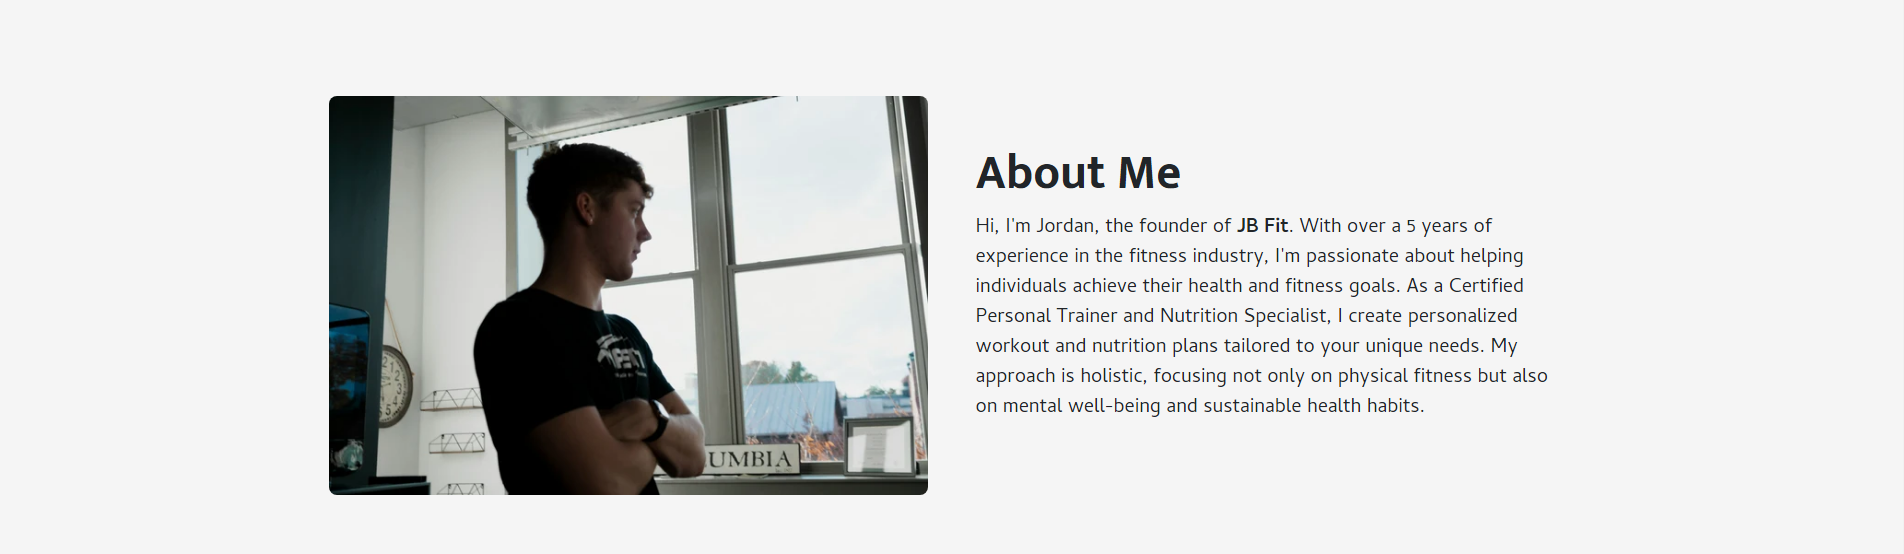 About Me
Hi, I'm Jordan, the founder of JB Fit. With over a 5 years of
experience in the fitness industry, I'm passionate about helping
individuals achieve their health and fitness goals. As a Certified
Personal Trainer and Nutrition Specialist, I create personalized
workout and nutrition plans tailored to your unique needs. My
approach is holistic, focusing not only on physical fitness but also
on mental well-being and sustainable health habits.
UMBIA